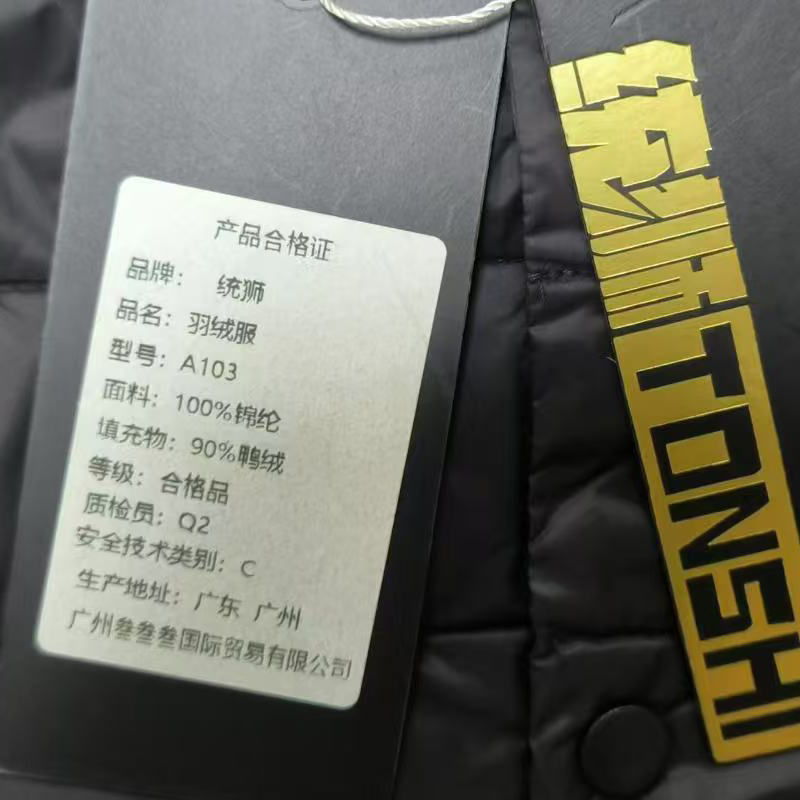 产品合格证
品牌： 统狮
品名：羽绒服
型号：A103
面料：100%锦纶
填充物：90%鸭绒
等级：合格品
质检员：Q2
安全技术类别：C
生产地址：广东 广州
广州叁叁叁国际贸易有限公司
统狮 TONSHI